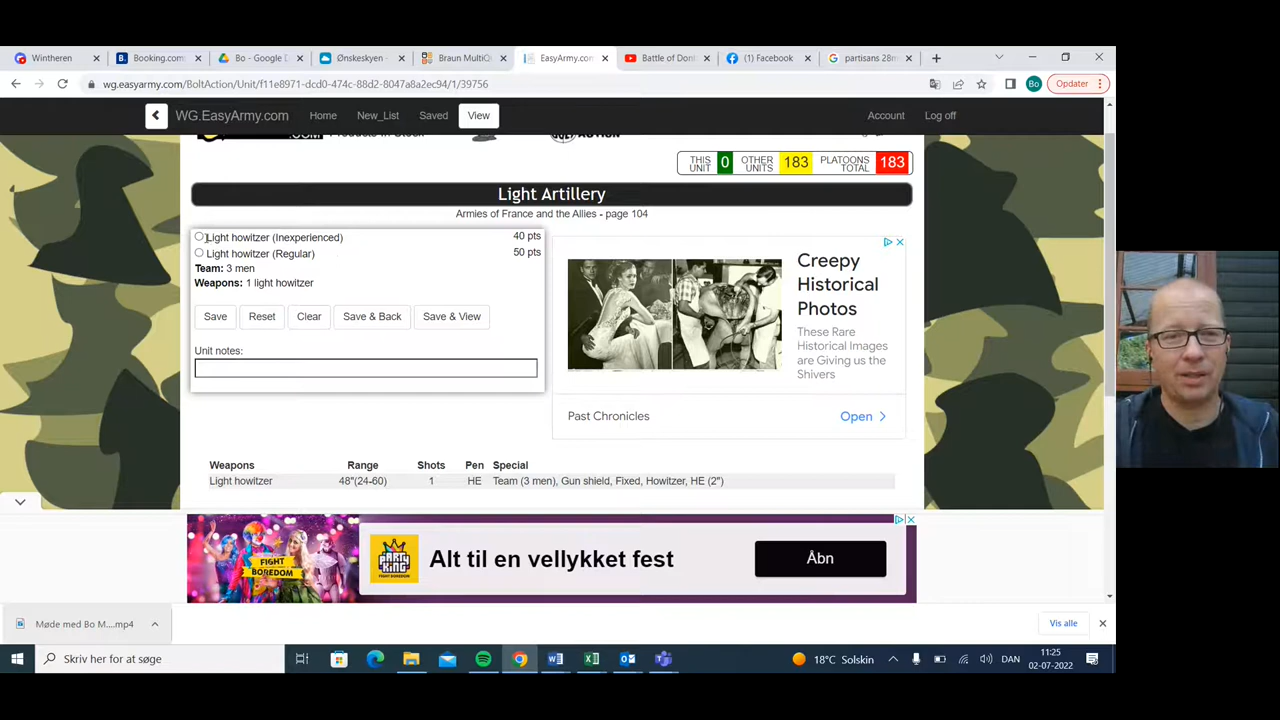 Wintheren
Booking.com:
Bo - Google D
Ønskeskyen -
Braun MultiQu
EasyArmy.com
Battle of Doni
(1) Facebook
partisans 28m
wg.easyarmy.com/BoltAction/Unit/f11e8971-dcd0-474c-88d2-8047a8a2ec94/1/39756
Bo
Opdater
WG.EasyArmy.com
Home
New_List
Saved
View
Account
Log off
THIS UNIT 0 OTHER UNITS 183 PLATOONS TOTAL 183
Light Artillery
Armies of France and the Allies - page 104
Light howitzer (Inexperienced) 40 pts
Light howitzer (Regular) 50 pts
Team: 3 men
Weapons: 1 light howitzer
Save
Reset
Clear
Save & Back
Save & View
Unit notes:
Creepy
Historical
Photos
These Rare
Historical Images
are Giving us the
Shivers
Past Chronicles
Open
Weapons Range Shots Pen Special
Light howitzer 48"(24-60) 1 HE Team (3 men), Gun shield, Fixed, Howitzer, HE (2")
FIGHT
BOREDOM
PARTY
KING
FIGHT BOREDOM
Alt til en vellykket fest
Åbn
Møde med Bo M....mp4
Vis alle
Skriv her for at søge
18°C Solskin
DAN
11:25
02-07-2022